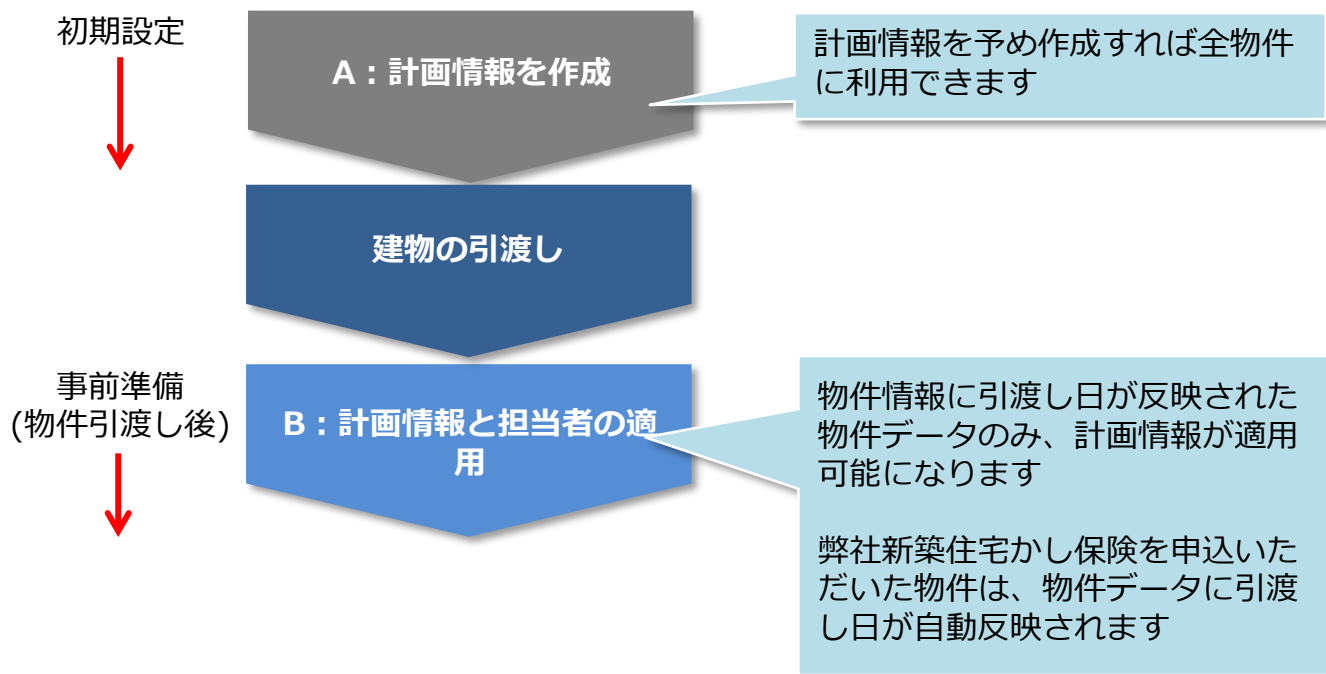 初期設定
A：計画情報を作成
計画情報を予め作成すれば全物件
に利用できます
建物の引渡し
事前準備
(物件引渡し後)
B：計画情報と担当者の適
用
物件情報に引渡し日が反映された
物件データのみ、計画情報が適用
可能になります
弊社新築住宅かし保険を申込いた
だいた物件は、物件データに引渡
し日が自動反映されます